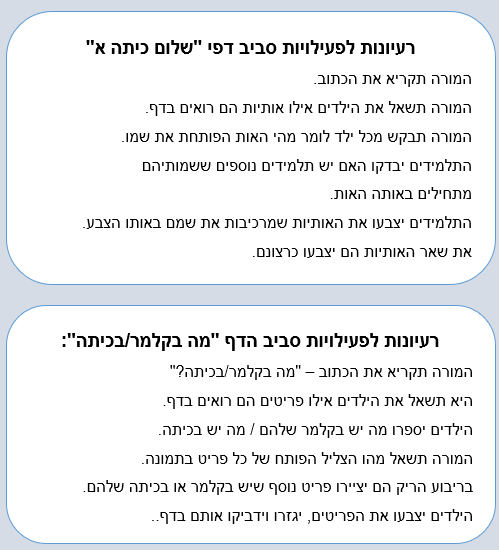 רעיונות לפעילויות סביב דפי "שלום כיתה א"
המורה תקריא את הכתוב.
המורה תשאל את הילדים אילו אותיות הם רואים בדף.
המורה תבקש מכל ילד לומר מהי האות הפותחת את שמו.
התלמידים יבדקו האם יש תלמידים נוספים ששמותיהם
מתחילים באותה האות.
התלמידים יצבעו את האותיות שמרכיבות את שמם באותו הצבע.
את שאר האותיות הם יצבעו כרצונם.
רעיונות לפעילויות סביב הדף "מה בקלמר/בכיתה":
המורה תקריא את הכתוב – "מה בקלמר/בכיתה?"
היא תשאל את הילדים אילו פריטים הם רואים בדף.
הילדים יספרו מה יש בקלמר שלהם / מה יש בכיתה.
המורה תשאל מהו הצליל הפותח של כל פריט בתמונה.
בריבוע הריק הם יציירו פריט נוסף שיש בקלמר או בכיתה שלהם.
הילדים יצבעו את הפריטים, יגזרו וידביקו אותם בדף..